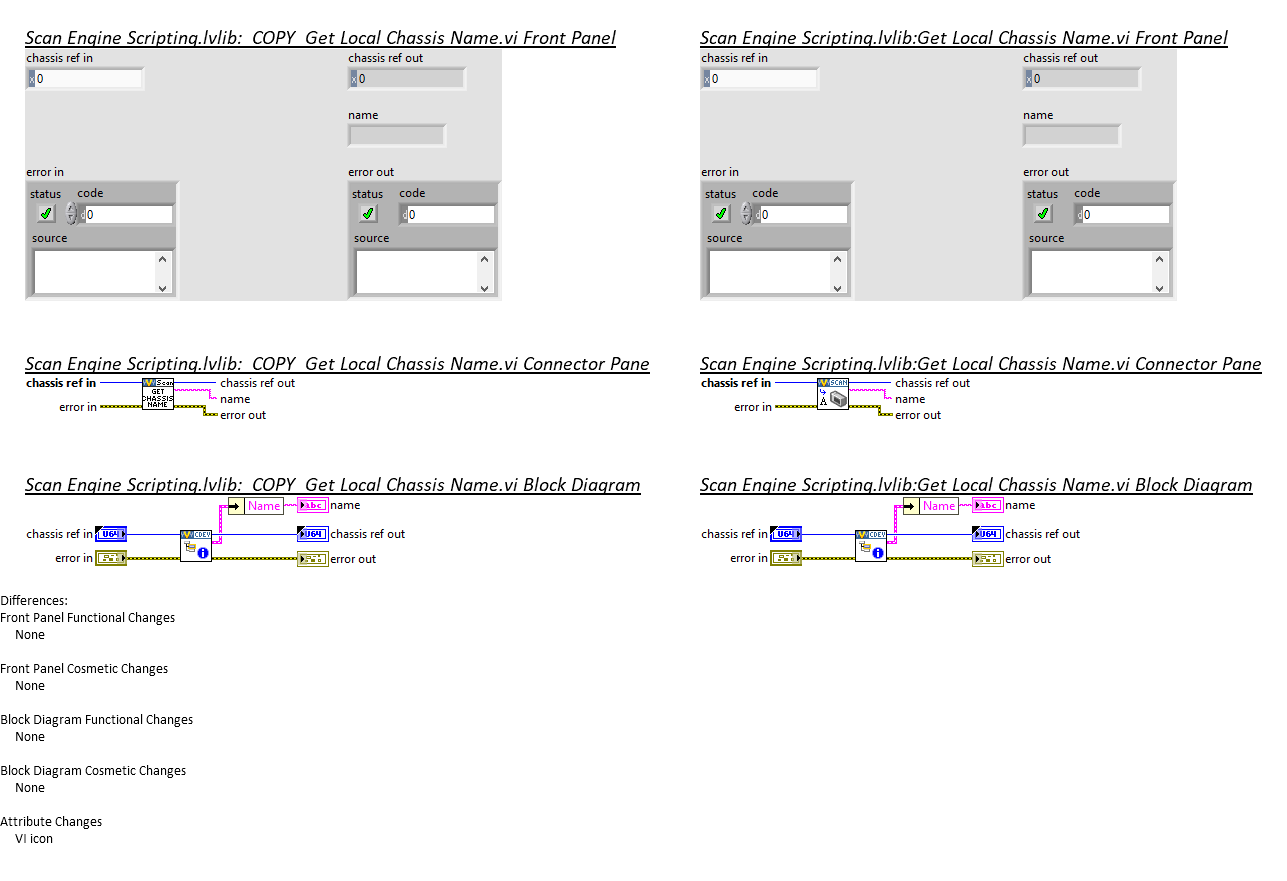 Scan Engine Scripting.lvlib:_COPY_Get Local Chassis Name.vi Front Panel
chassis ref in
x 0
chassis ref out
x 0
name
error in
status code
d 0
source
error out
status code
d 0
source
Scan Engine Scripting.lvlib:Get Local Chassis Name.vi Front Panel
chassis ref in
x 0
chassis ref out
x 0
name
error in
status code
d 0
source
error out
status code
d 0
source
Scan Engine Scripting.lvlib:_COPY_Get Local Chassis Name.vi Connector Pane
chassis ref in
error in
Scan
GET
CHASSIS
NAME
chassis ref out
name
error out
Scan Engine Scripting.lvlib:Get Local Chassis Name.vi Connector Pane
chassis ref in
error in
SCAN
A
chassis ref out
name
error out
Scan Engine Scripting.lvlib:_COPY_Get Local Chassis Name.vi Block Diagram
Name abc name
chassis ref in U64 CDEV U64 chassis ref out
error in error out
Scan Engine Scripting.lvlib:Get Local Chassis Name.vi Block Diagram
Name abc name
chassis ref in U64 CDEV U64 chassis ref out
error in error out
Differences:
Front Panel Functional Changes
None
Front Panel Cosmetic Changes
None
Block Diagram Functional Changes
None
Block Diagram Cosmetic Changes
None
Attribute Changes
VI icon